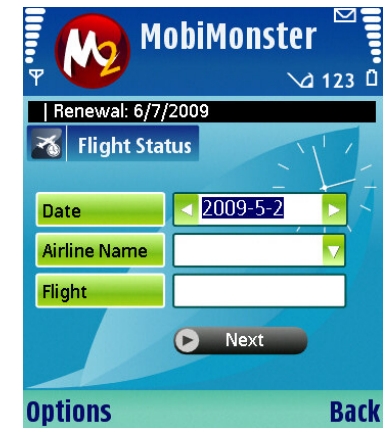 M2 MobiMonster
123
| Renewal: 6/7/2009
Flight Status
Date 2009-5-2
Airline Name
Flight
Next
Options Back